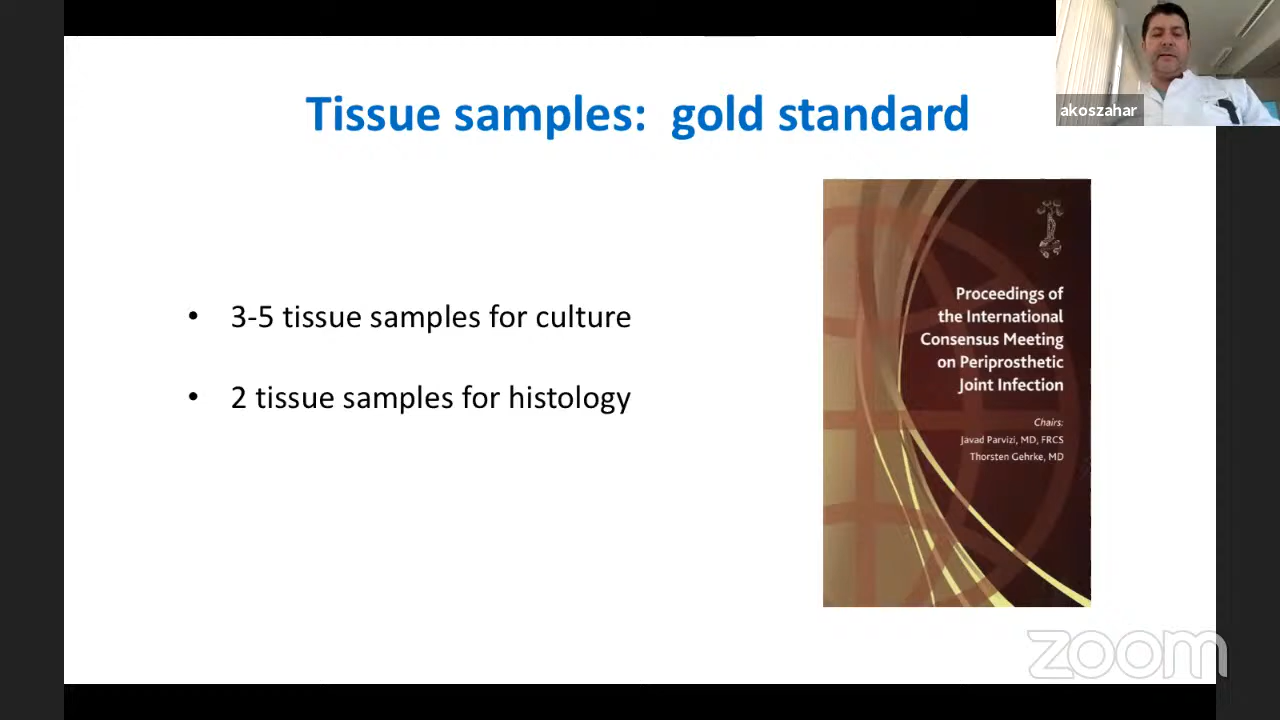 Tissue samples:  gold standard
akoszahar
• 3-5 tissue samples for culture
• 2 tissue samples for histology
Proceedings of
the International
Consensus Meeting
on Periprosthetic
Joint Infection
Chairs:
Javad Parvizi, MD, FRCS
Thorsten Gehrke, MD
zoom